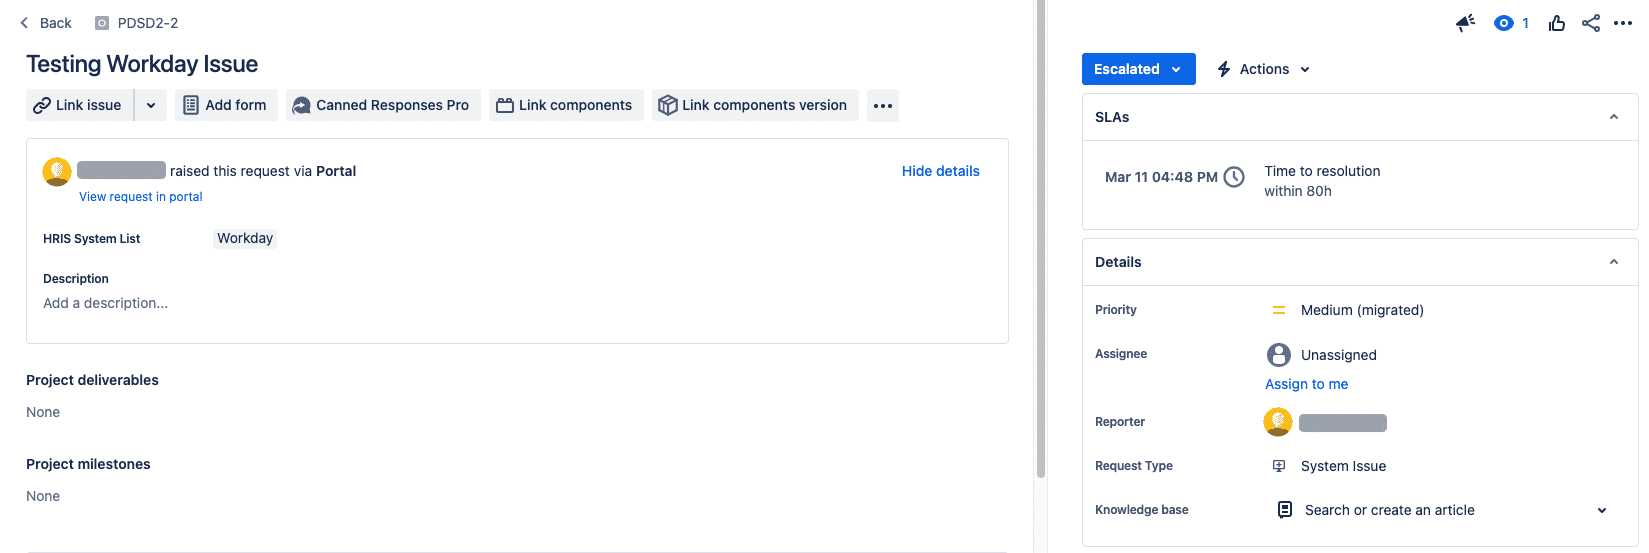 Back PDSD2-2
Testing Workday Issue
Link issue Add form Canned Responses Pro Link components Link components version
raised this request via Portal
Hide details
View request in portal
HRIS System List Workday
Description
Add a description...
Project deliverables
None
Project milestones
None
1
Escalated Actions
SLAs
Mar 11 04:48 PM Time to resolution
within 80h
Details
Priority Medium (migrated)
Assignee Unassigned
Assign to me
Reporter
Request Type System Issue
Knowledge base Search or create an article